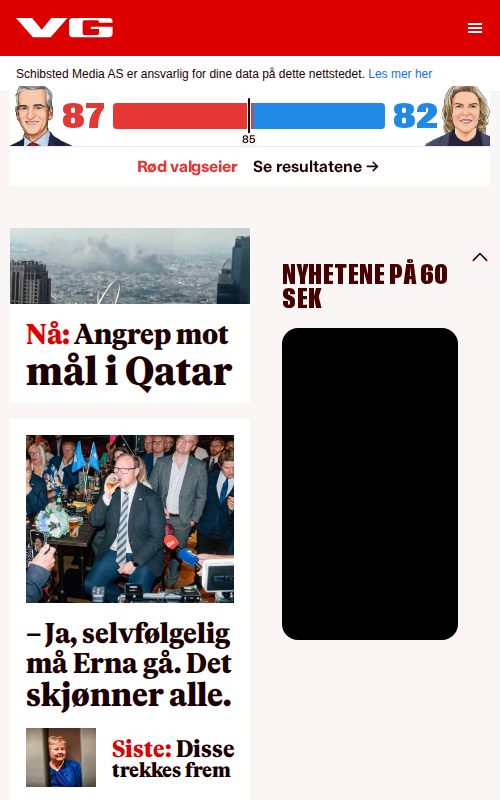 VG
Schibsted Media AS er ansvarlig for dine data på dette nettstedet. Les mer her
87
82
85
Rød valgseier Se resultatene →
Nå: Angrep mot
mål i Qatar
NYHETENE PÅ 60
SEK
– Ja, selvfølgelig
må Erna gå. Det
skjønner alle.
Siste: Disse
trekkes frem